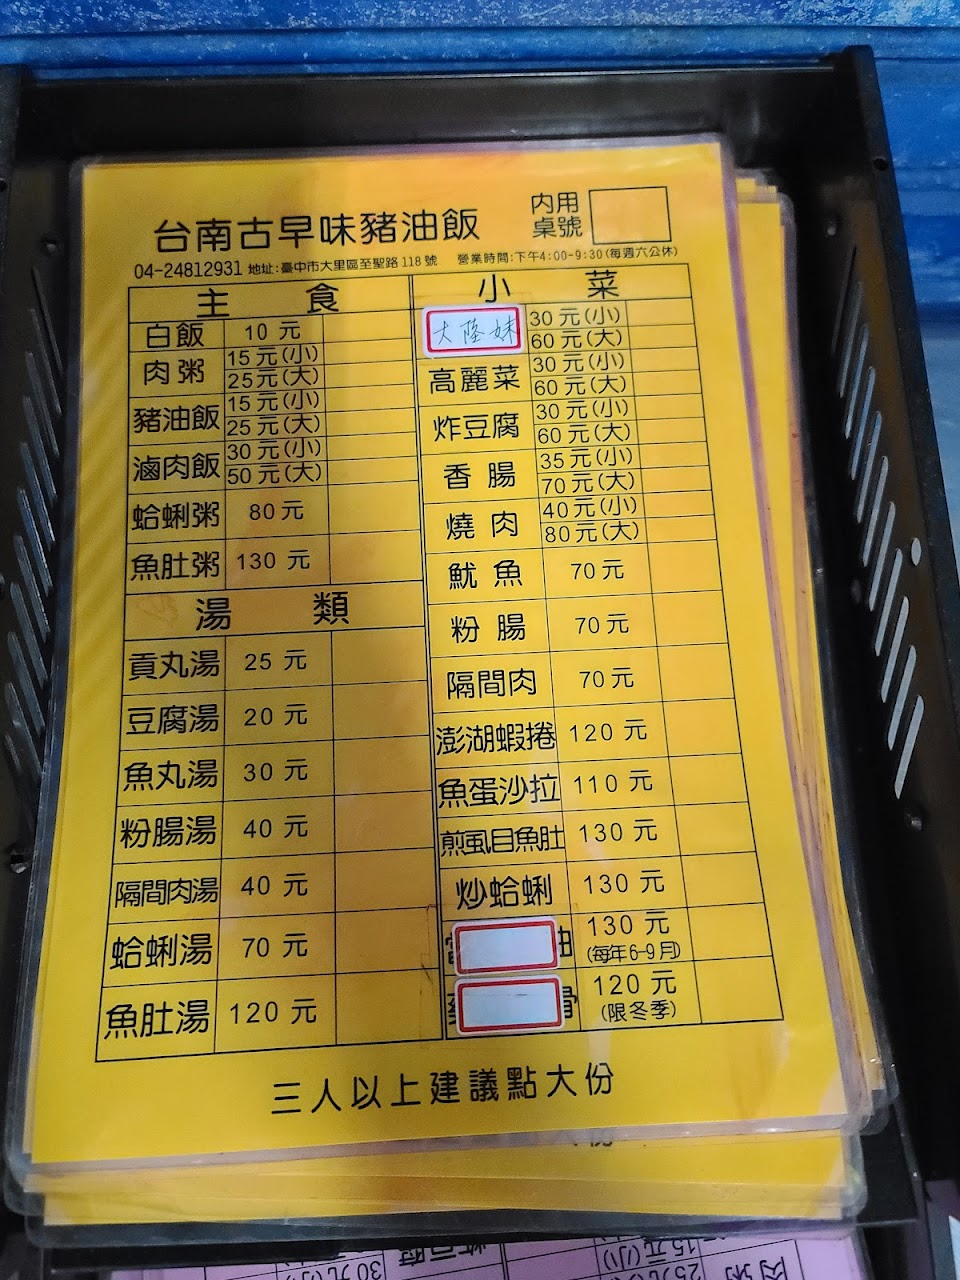 台南古早味豬油飯
內用
桌號
04-24812931 地址:臺中市大里區至聖路118號 營業時間:下午4:00-9:30(每週六公休)
主食
白飯 10元
肉粥 15元(小)
25元(大)
豬油飯 15元(小)
25元(大)
滷肉飯 30元(小)
50元(大)
蛤蜊粥 80元
魚肚粥 130元
湯類
貢丸湯 25元
豆腐湯 20元
魚丸湯 30元
粉腸湯 40元
隔間肉湯 40元
蛤蜊湯 70元
魚肚湯 120元
小菜
大陸妹 30元(小)
60元(大)
高麗菜 30元(小)
60元(大)
炸豆腐 30元(小)
60元(大)
香腸 35元(小)
70元(大)
燒肉 40元(小)
80元(大)
魷魚 70元
粉腸 70元
隔間肉 70元
澎湖蝦捲 120元
魚蛋沙拉 110元
煎虱目魚肚 130元
炒蛤蜊 130元
130元
(每年6-9月)
120元
(限冬季)
三人以上建議點大份